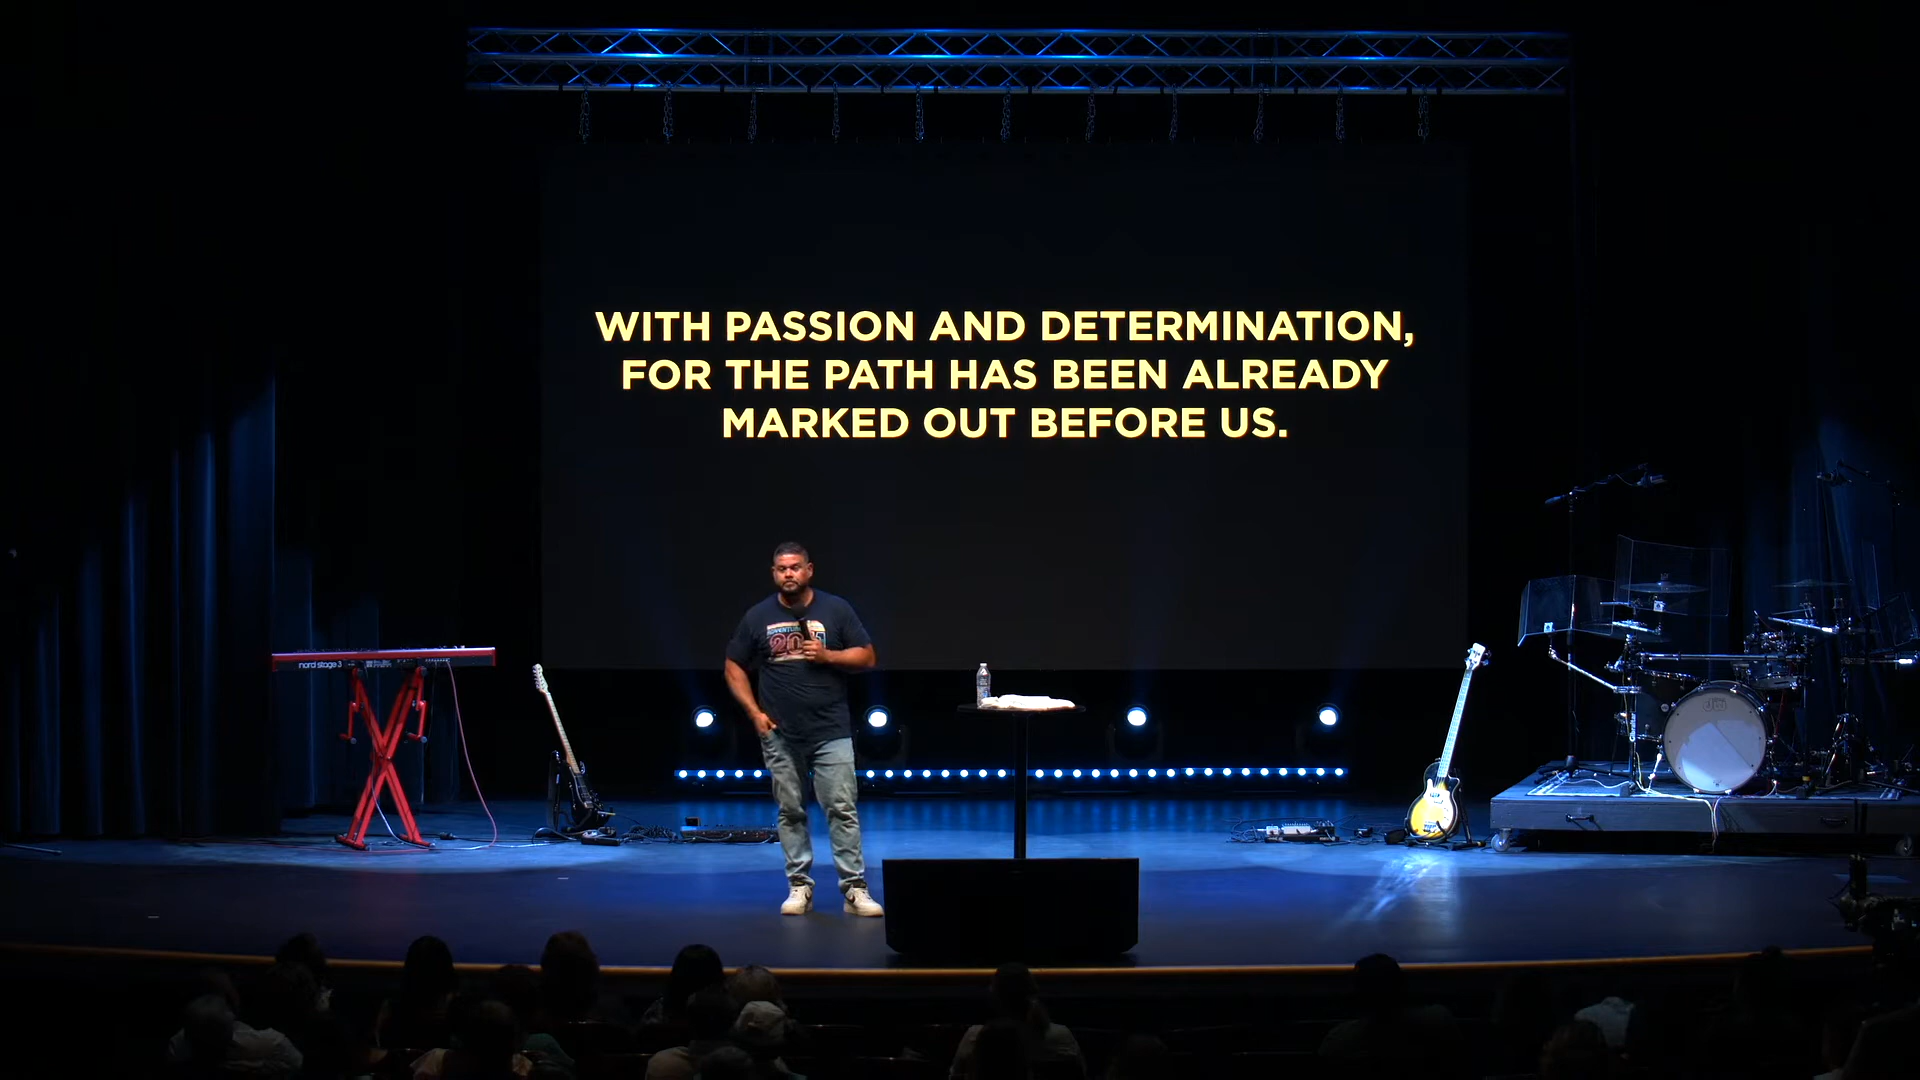 WITH PASSION AND DETERMINATION,
FOR THE PATH HAS BEEN ALREADY
MARKED OUT BEFORE US.
nord stage 3